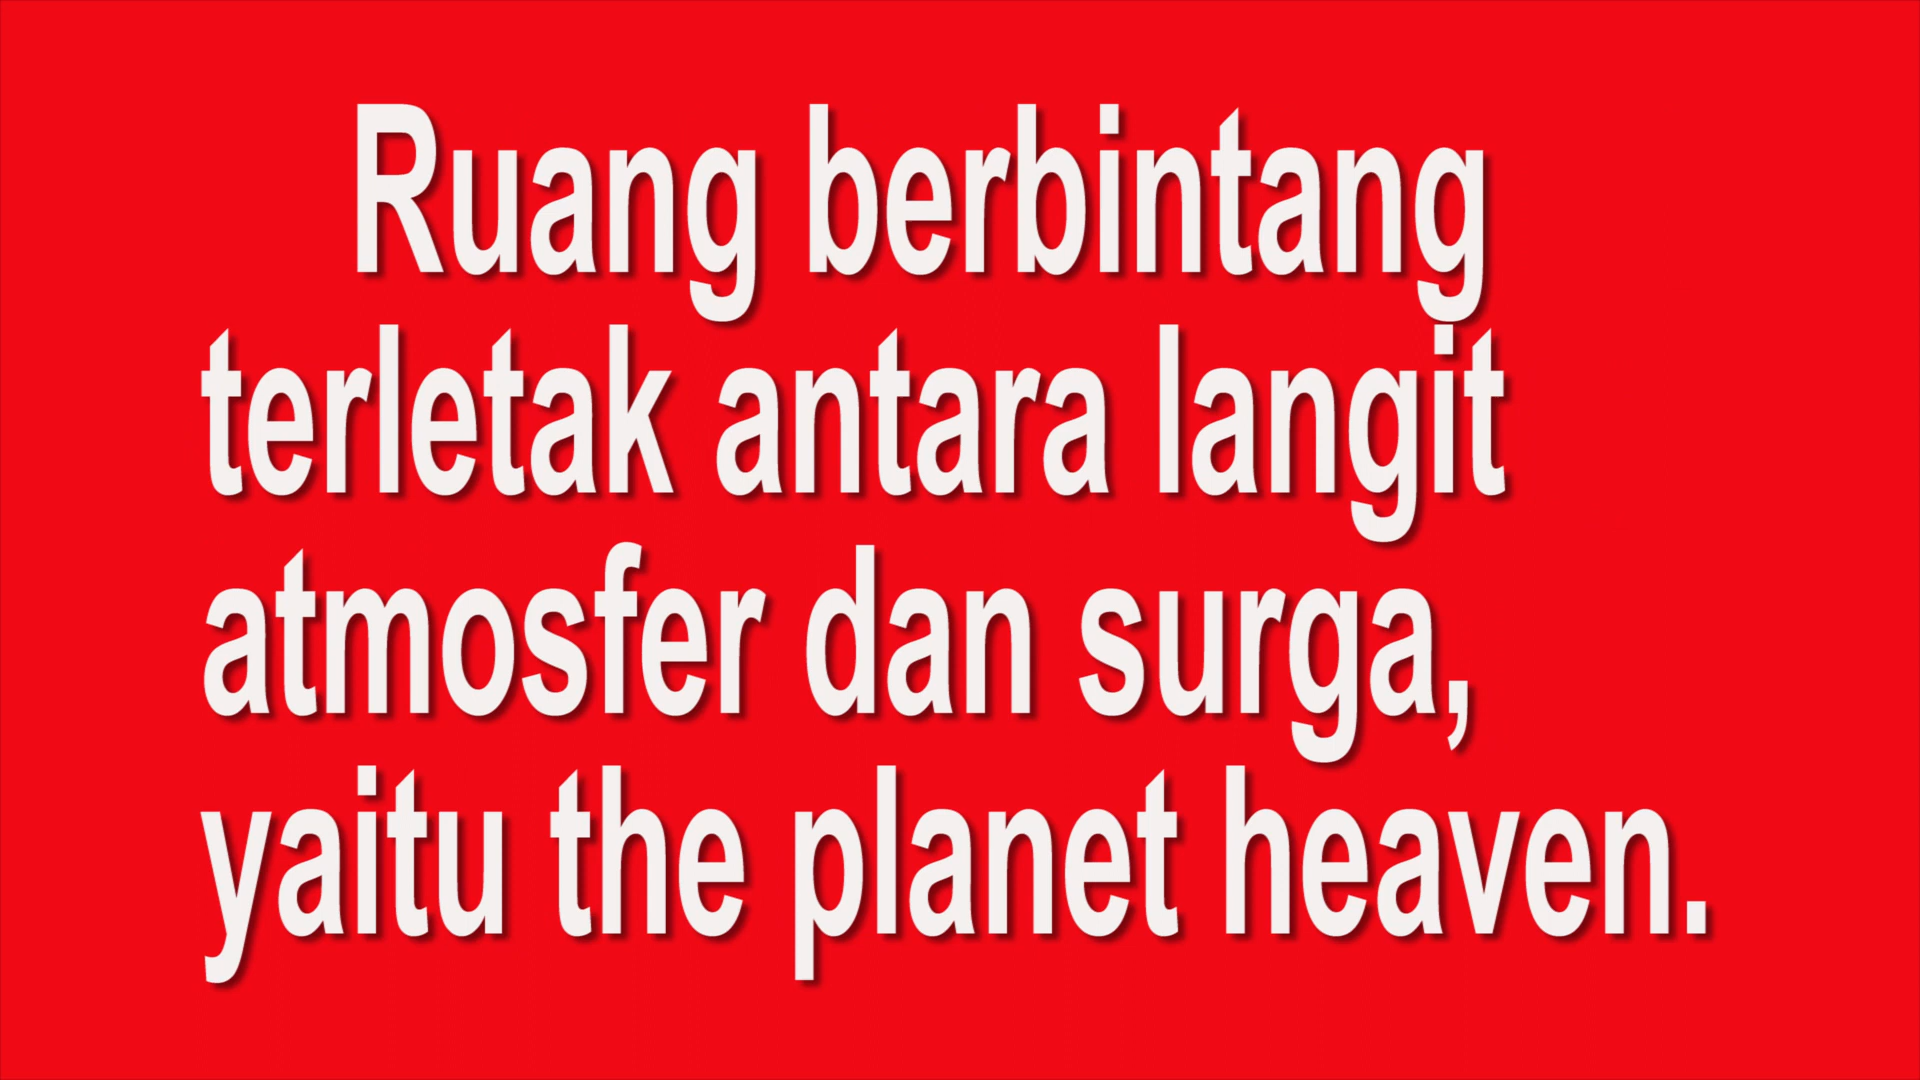 Ruang berbintang
terletak antara langit
atmosfer dan surga,
yaitu the planet heaven.